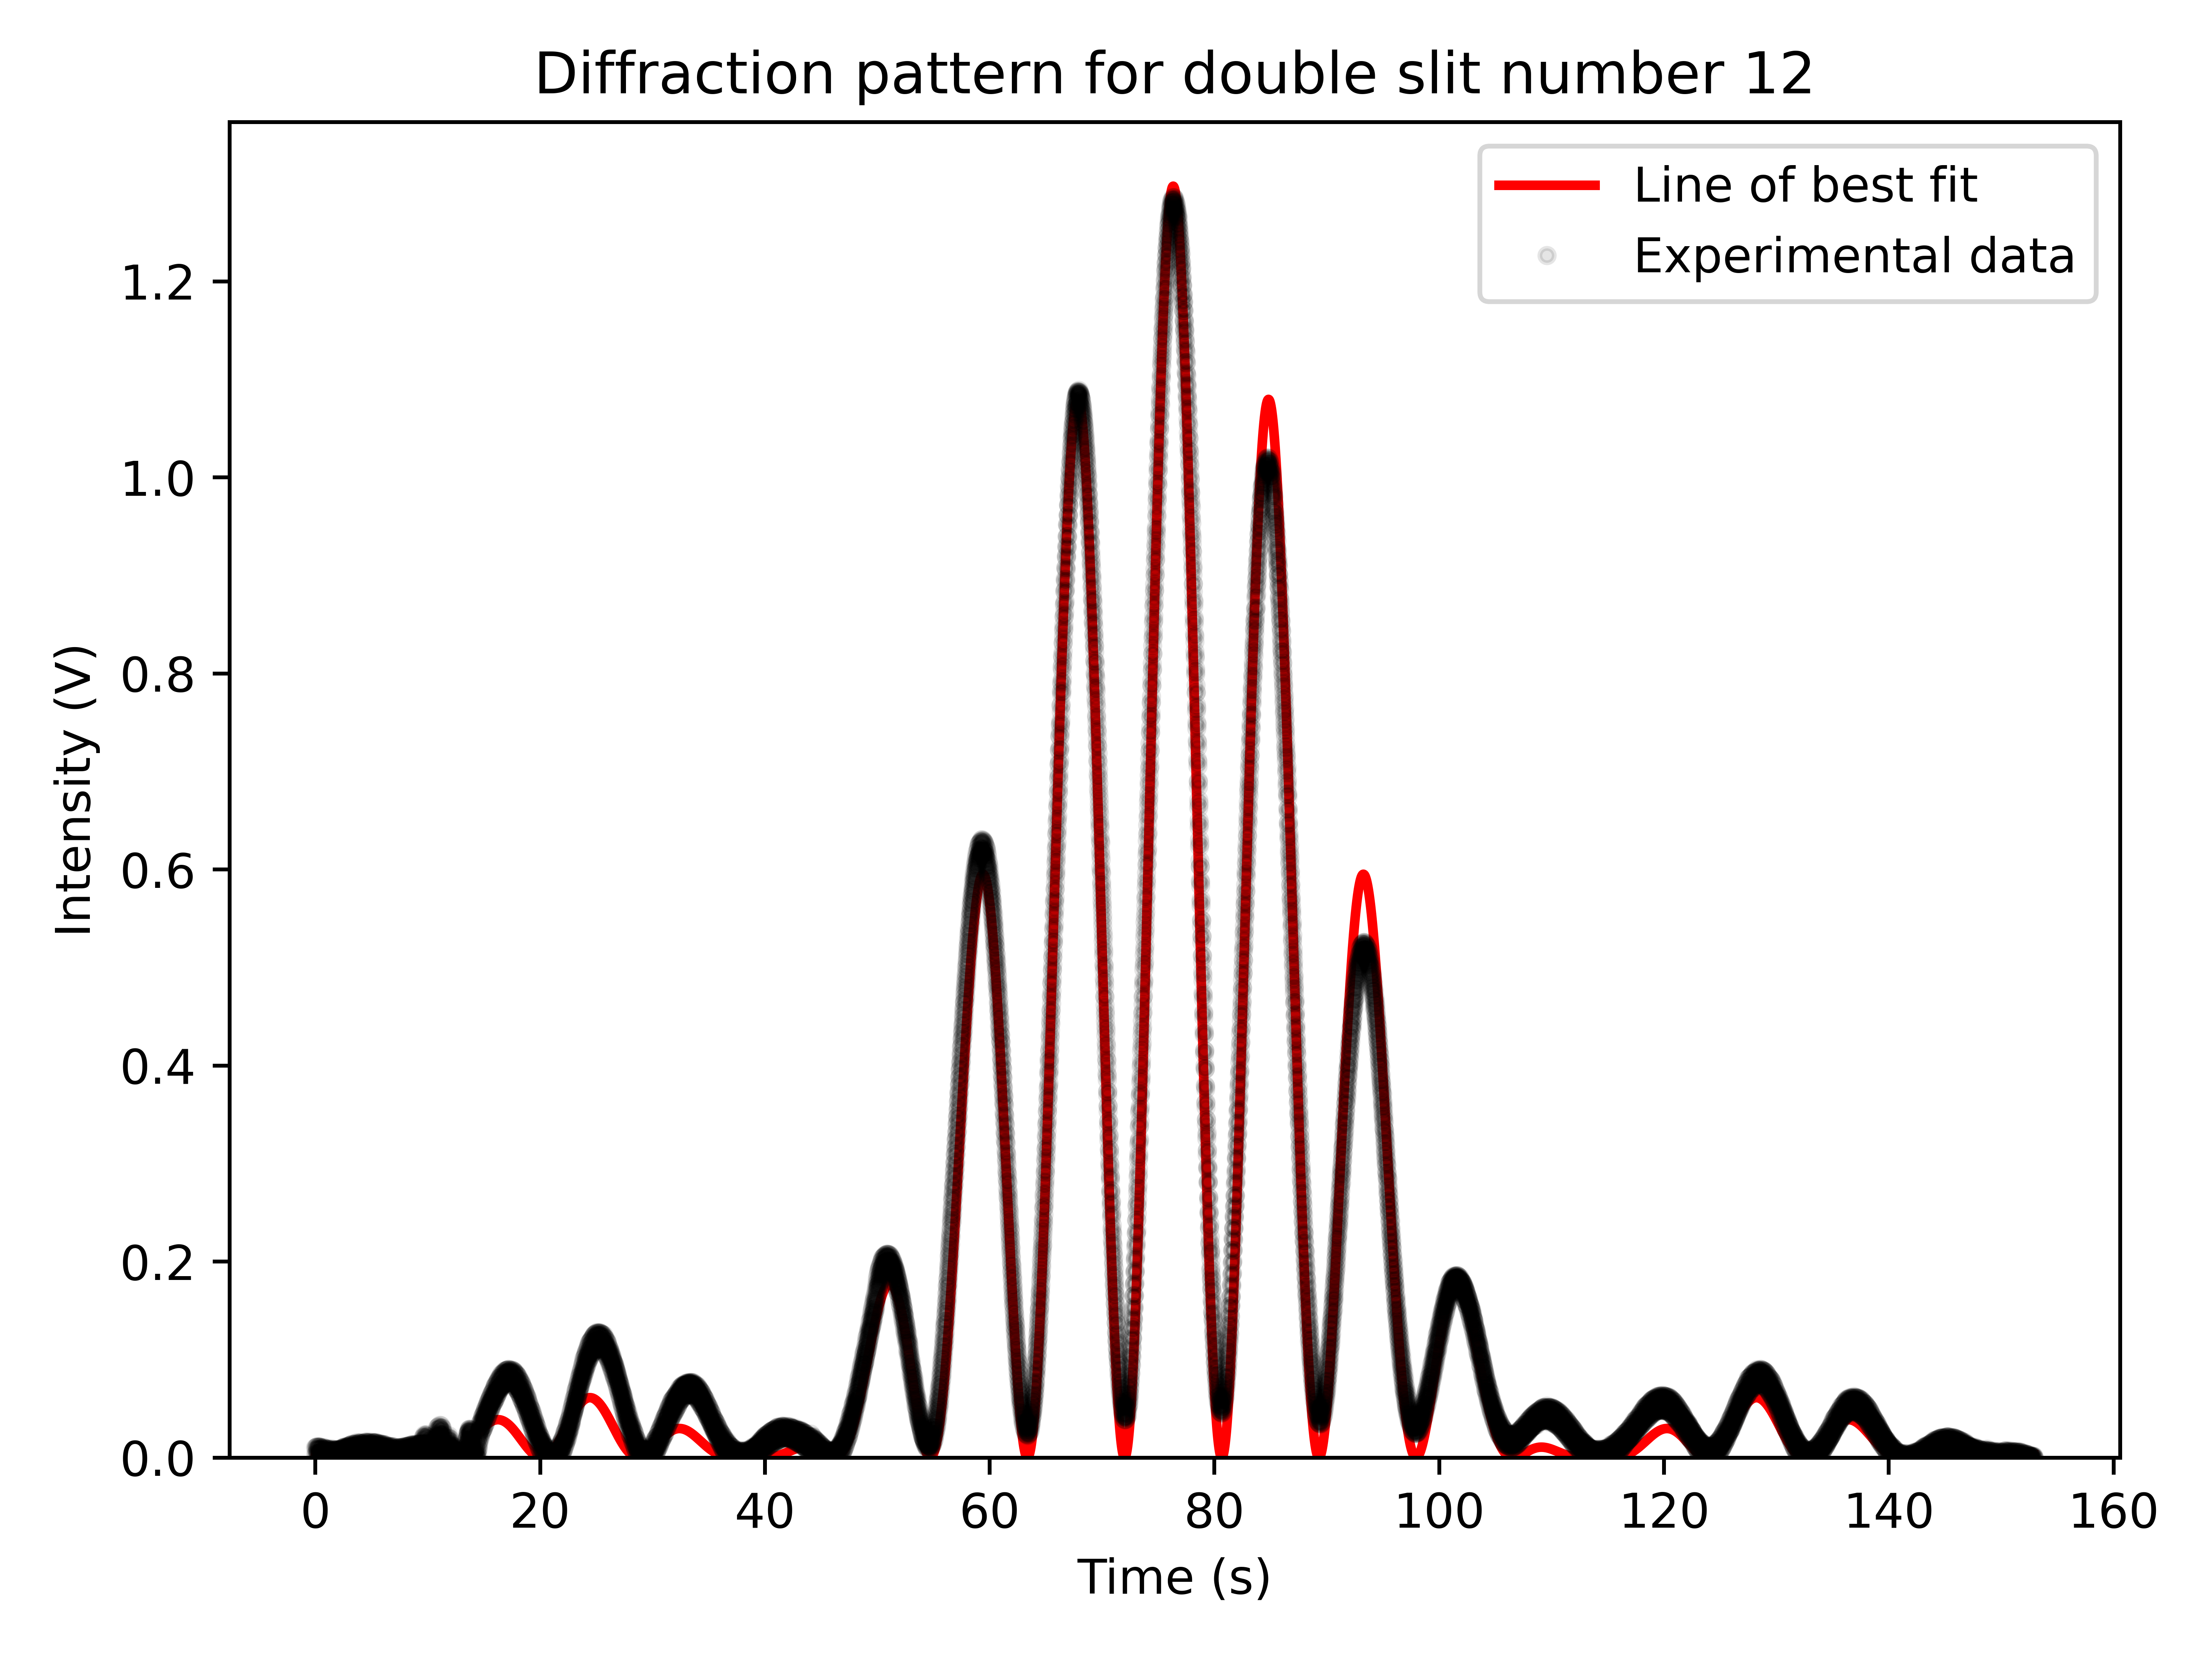 Diffraction pattern for double slit number 12
Line of best fit
Experimental data
Intensity (V)
1.2
1.0
0.8
0.6
0.4
0.2
0.0
0 20 40 60 80 100 120 140 160
Time (s)